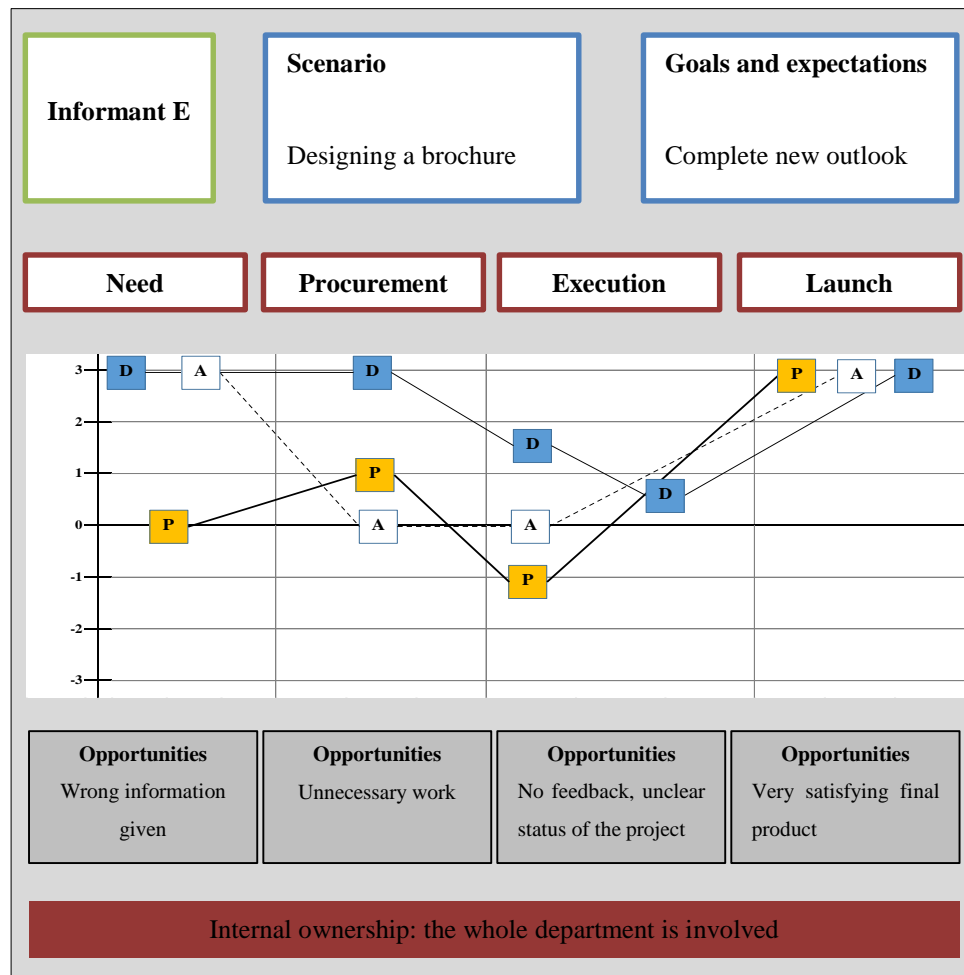 Informant E
Scenario
Designing a brochure
Goals and expectations
Complete new outlook
Need
Procurement
Execution
Launch
3
2
1
0
-1
-2
-3
D
A
D
D
D
P
A
D
P
P
A
A
P
Opportunities
Wrong information
given
Opportunities
Unnecessary work
Opportunities
No feedback, unclear
status of the project
Opportunities
Very satisfying final
product
Internal ownership: the whole department is involved